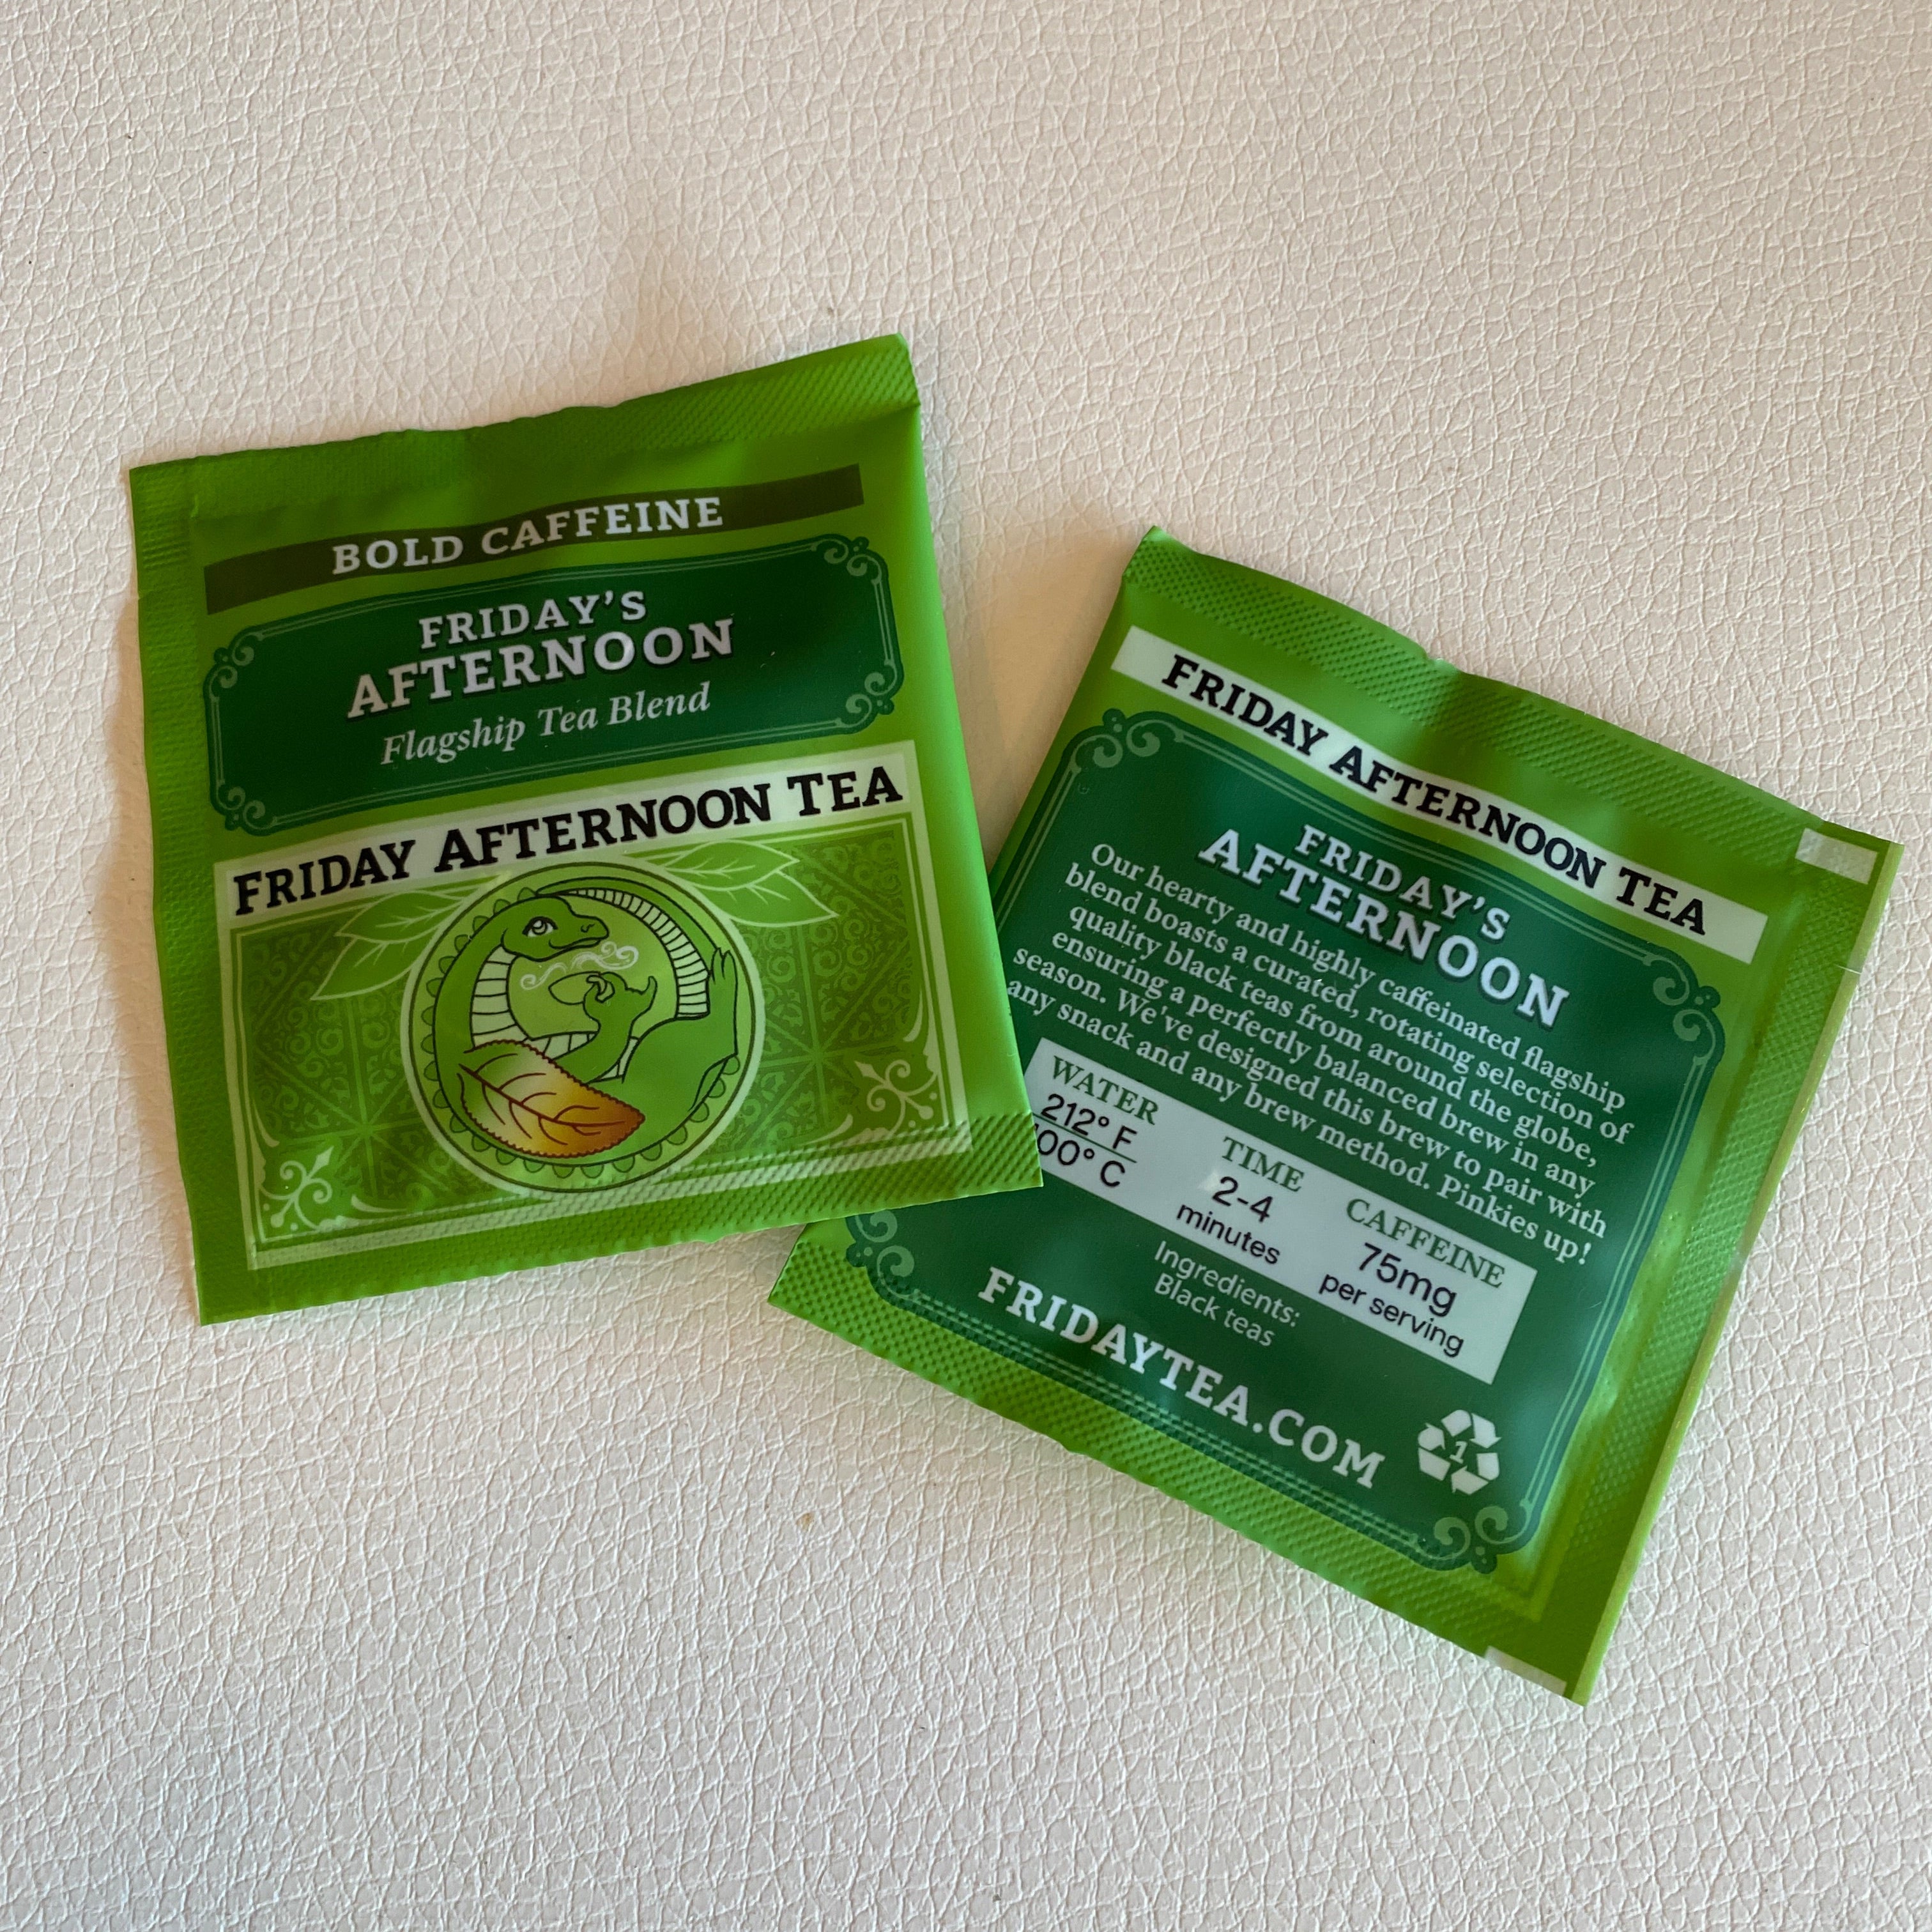 BOLD CAFFEINE
FRIDAY'S
AFTERNOON
Flagship Tea Blend
FRIDAY AFTERNOON TEA
FRIDAY AFTERNOON TEA
FRIDAY'S
AFTERNOON
Our hearty and highly caffeinated flagship
blend boasts a curated, rotating selection of
quality black teas from around the globe,
ensuring a perfectly balanced brew in any
season. We've designed this brew to pair with
any snack and any brew method. Pinkies up!
WATER
212° F
00° C
TIME
2-4
minutes
CAFFEINE
75mg
per serving
Ingredients:
Black teas
FRIDAYTEA.COM
1